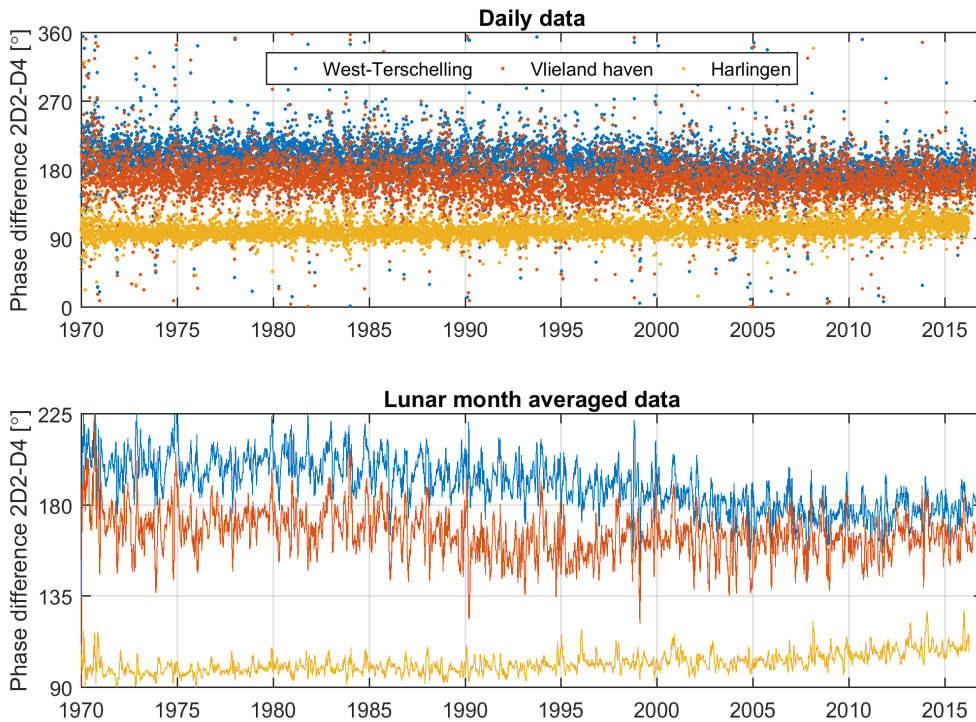 Daily data
Phase difference 2D2-D4 [°]
360
270
180
90
0
West-Terschelling Vlieland haven Harlingen
1970 1975 1980 1985 1990 1995 2000 2005 2010 2015
Lunar month averaged data
Phase difference 2D2-D4 [°]
225
180
135
90
1970 1975 1980 1985 1990 1995 2000 2005 2010 2015